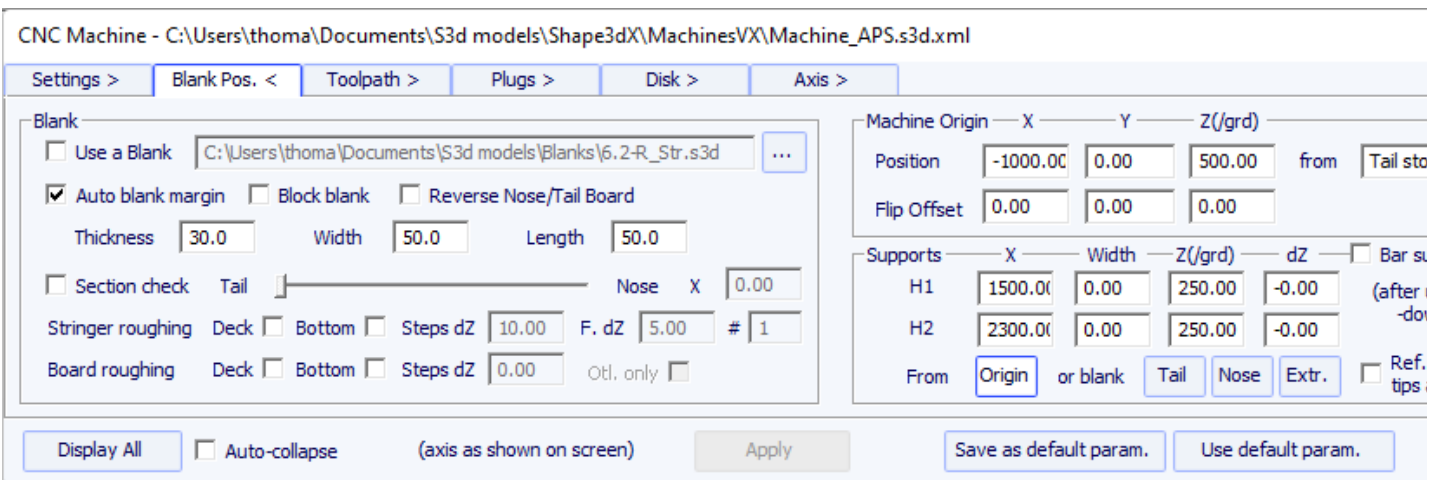 CNC Machine - C:\Users\thoma\Documents\S3d models\Shape3dX\MachinesVX\Machine_APS.s3d.xml
Settings > Blank Pos. < Toolpath > Plugs > Disk > Axis >
Blank
Use a Blank C:\Users\thoma\Documents\S3d models\Blanks\6.2-R_Str.s3d ...
Auto blank margin Block blank Reverse Nose/Tail Board
Thickness 30.0 Width 50.0 Length 50.0
Section check Tail Nose X 0.00
Stringer roughing Deck Bottom Steps dZ 10.00 F. dZ 5.00 # 1
Board roughing Deck Bottom Steps dZ 0.00 Otl. only
Machine Origin X Y Z(/grd)
Position -1000.00 0.00 500.00 from Tail sto
Flip Offset 0.00 0.00 0.00
Supports X Width Z(/grd) dZ Bar su
H1 1500.00 0.00 250.00 -0.00 (after
H2 2300.00 0.00 250.00 -0.00 -do
From Origin or blank Tail Nose Extr. Ref.
tips
Display All Auto-collapse (axis as shown on screen) Apply Save as default param. Use default param.